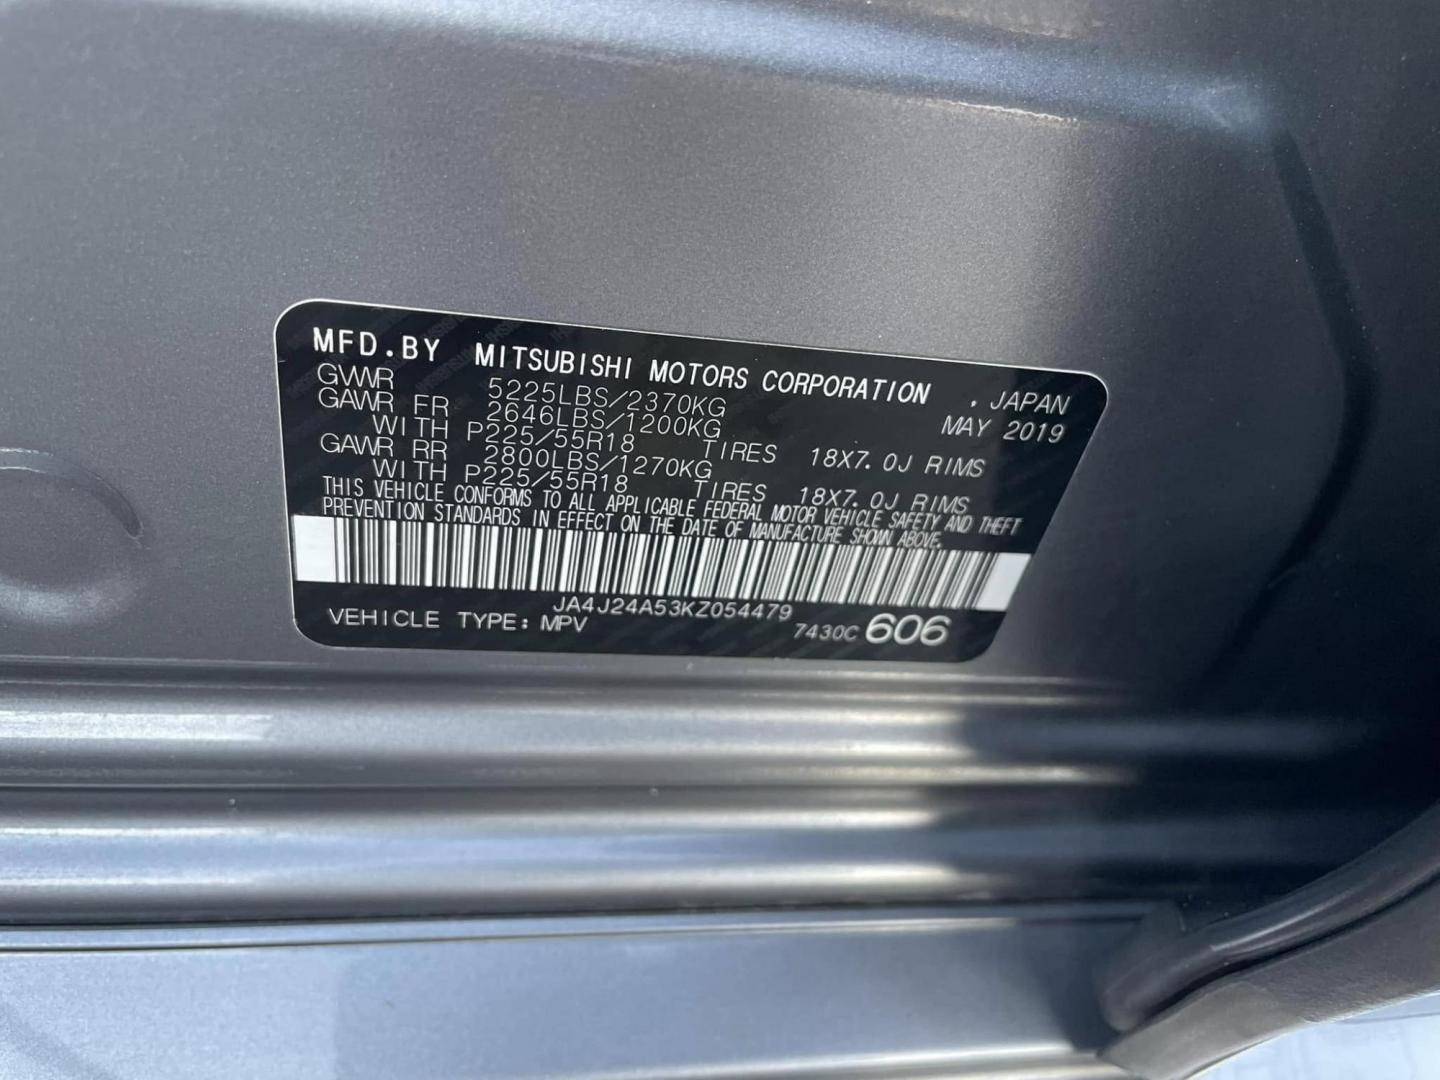 MFD.BY MITSUBISHI MOTORS CORPORATION , JAPAN
GVWR 5225LBS/2370KG MAY 2019
GAWR FR 2646LBS/1200KG
WITH P225/55R18 TIRES 18X7.0J RIMS
GAWR RR 2800LBS/1270KG
WITH P225/55R18 TIRES 18X7.0J RIMS
THIS VEHICLE CONFORMS TO ALL APPLICABLE FEDERAL MOTOR VEHICLE SAFETY AND THEFT
PREVENTION STANDARDS IN EFFECT ON THE DATE OF MANUFACTURE SHOWN ABOVE.
JA4J24A53KZ054479
VEHICLE TYPE: MPV 7430C 606